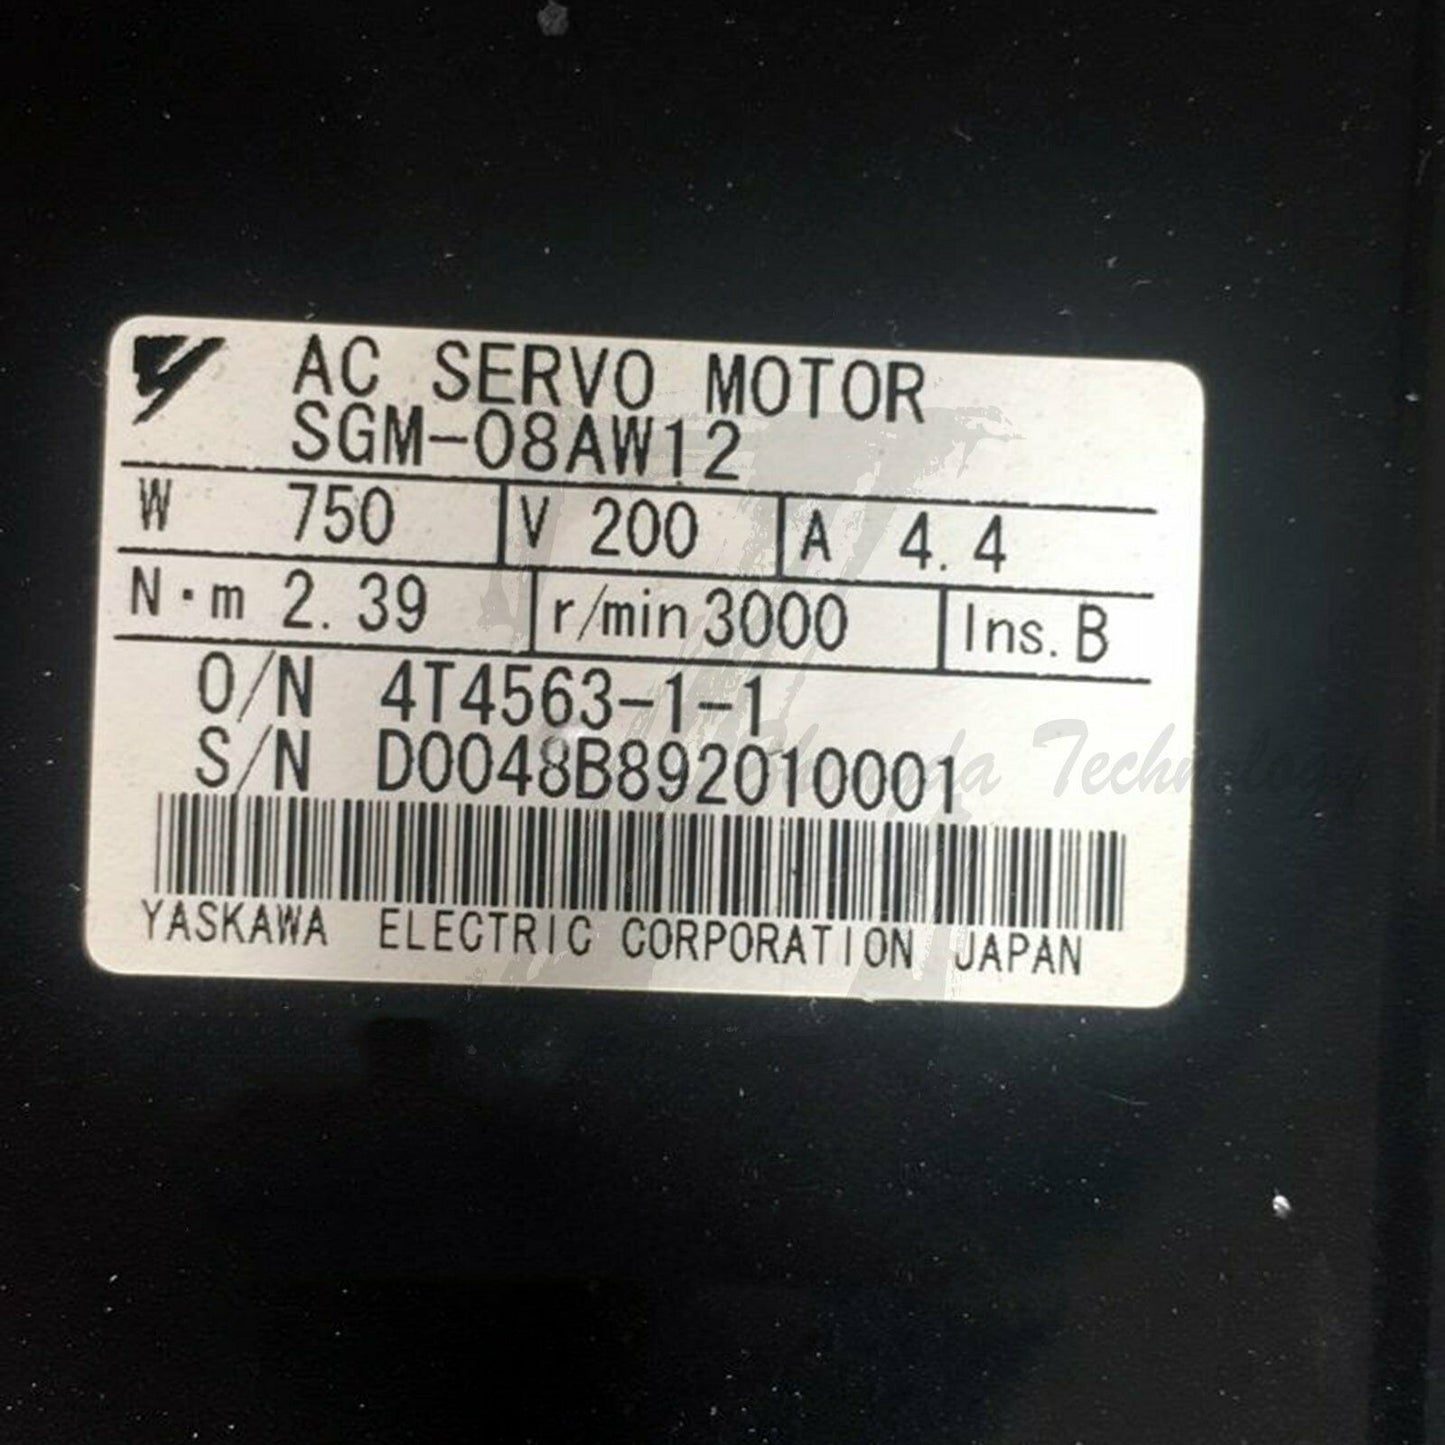 AC SERVO MOTOR
SGM-08AW12
W 750 V 200 A 4.4
N·m 2.39 r/min 3000 Ins. B
O/N 4T4563-1-1
S/N D0048B892010001
YASKAWA ELECTRIC CORPORATION JAPAN
Technology